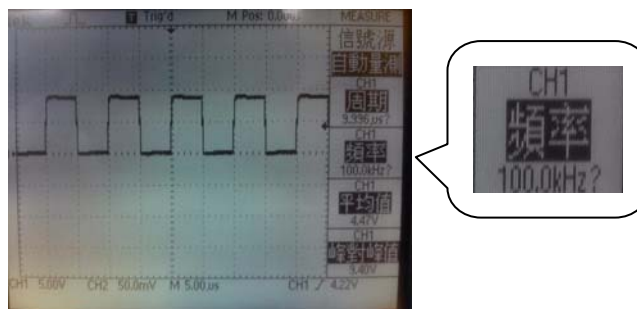 T Trig'd M Pos: 0.00us MEASURE
信號源
自動量測
CH1
周期
9.996us?
CH1
頻率
100.0kHz?
CH1
平均值
4.47V
CH1
峰對峰值
9.40V
CH1 5.00V CH2 50.0mV M 5.00us CH1 4.22V
CH1
頻率
100.0kHz?